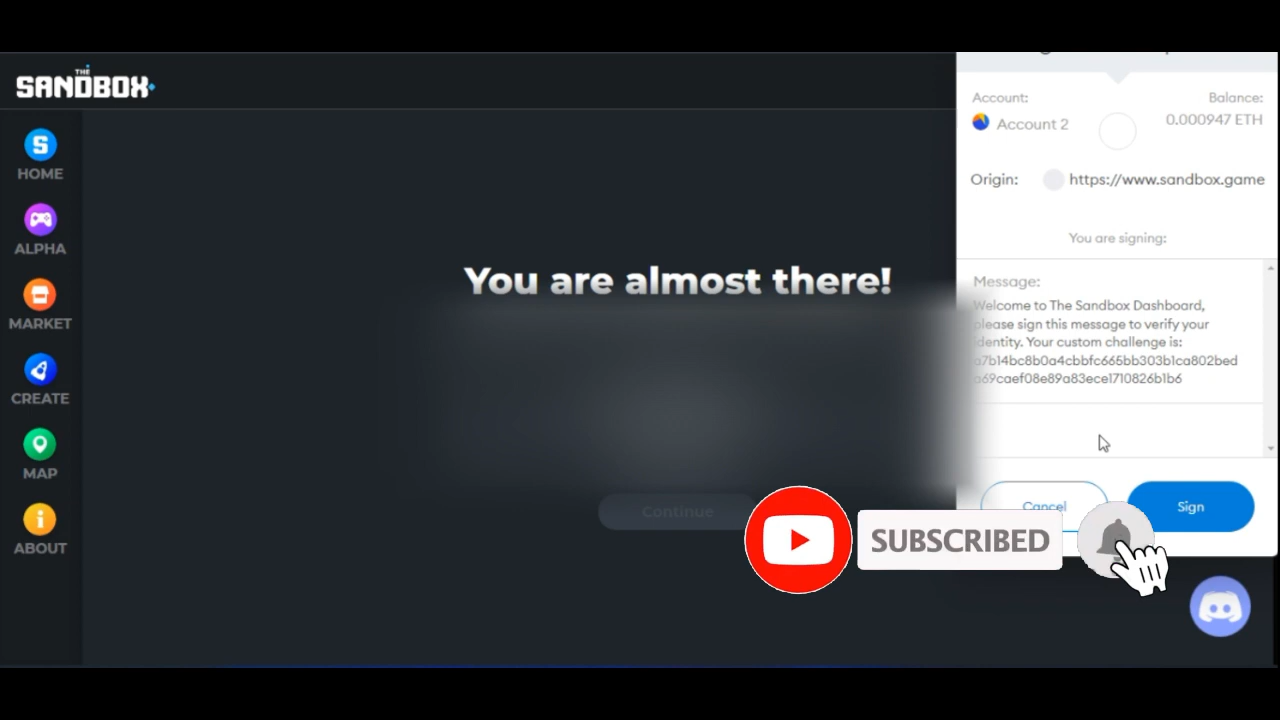 THE
SANDBOX
HOME
ALPHA
MARKET
CREATE
MAP
ABOUT
You are almost there!
Continue
Account:
Balance:
Account 2
0.000947 ETH
Origin:
https://www.sandbox.game
You are signing:
Message:
Welcome to The Sandbox Dashboard,
please sign this message to verify your
identity. Your custom challenge is:
a7b14bc8b0a4cbbfc665bb303b1ca802bed
a69caef08e89a83ece1710826b1b6
Cancel
Sign
SUBSCRIBED